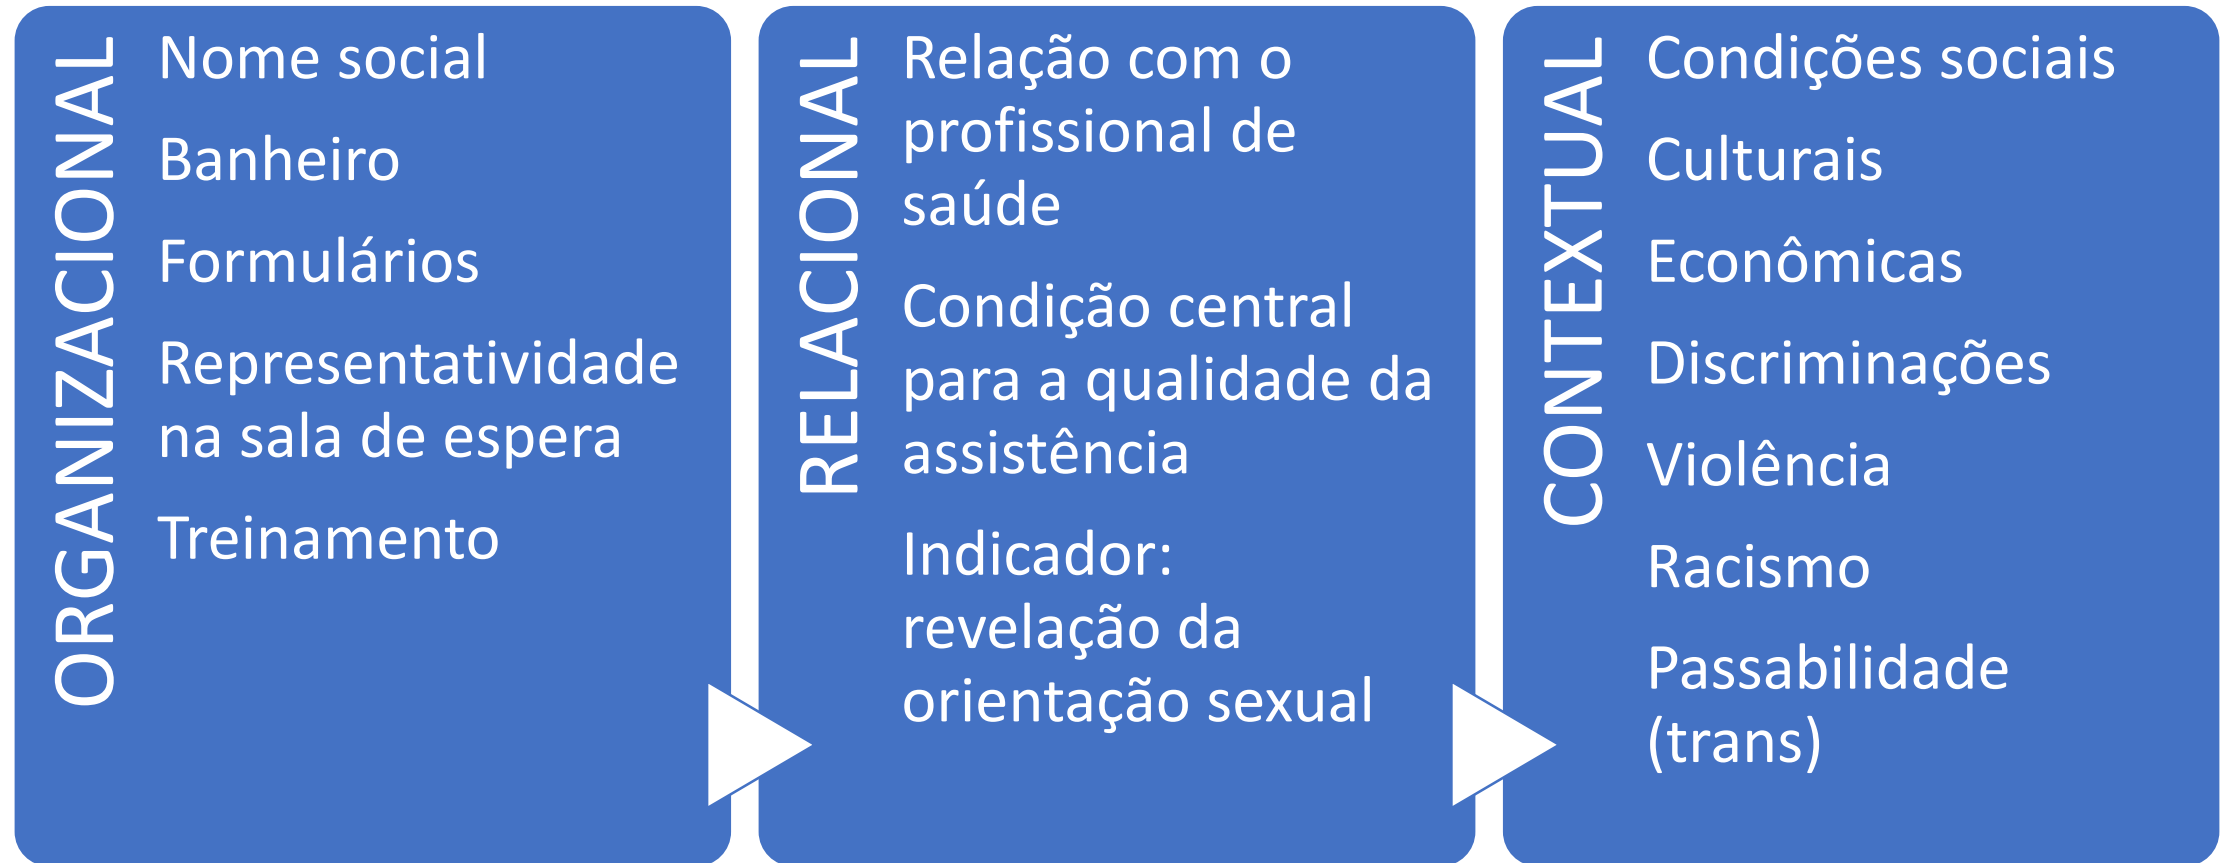 ORGANIZACIONAL
Nome social
Banheiro
Formulários
Representatividade
na sala de espera
Treinamento
RELACIONAL
Relação com o
profissional de
saúde
Condição central
para a qualidade da
assistência
Indicador:
revelação da
orientação sexual
CONTEXTUAL
Condições sociais
Culturais
Econômicas
Discriminações
Violência
Racismo
Passabilidade
(trans)